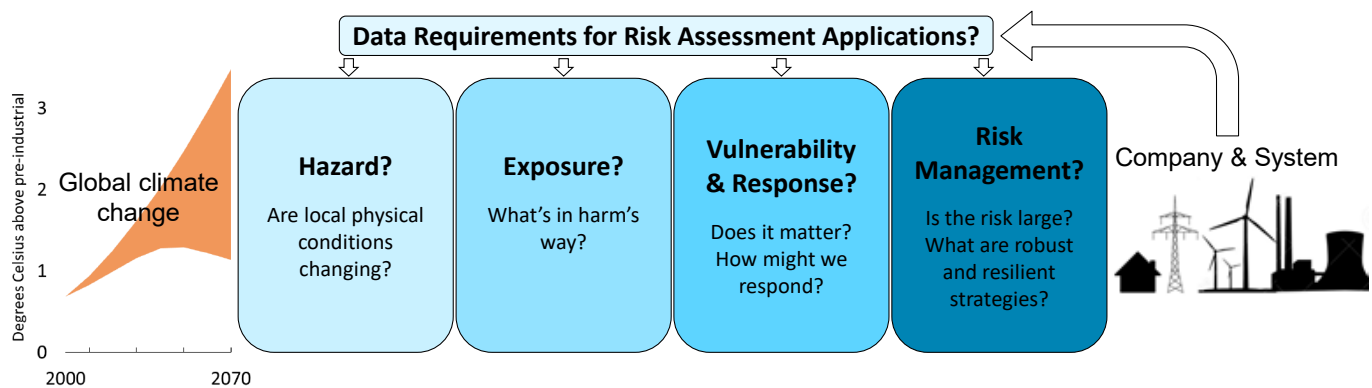 Data Requirements for Risk Assessment Applications?
Degrees Celsius above pre-industrial
3
2
1
0
2000
2070
Global climate
change
Hazard?
Are local physical
conditions
changing?
Exposure?
What's in harm's
way?
Vulnerability
& Response?
Does it matter?
How might we
respond?
Risk
Management?
Is the risk large?
What are robust
and resilient
strategies?
Company & System